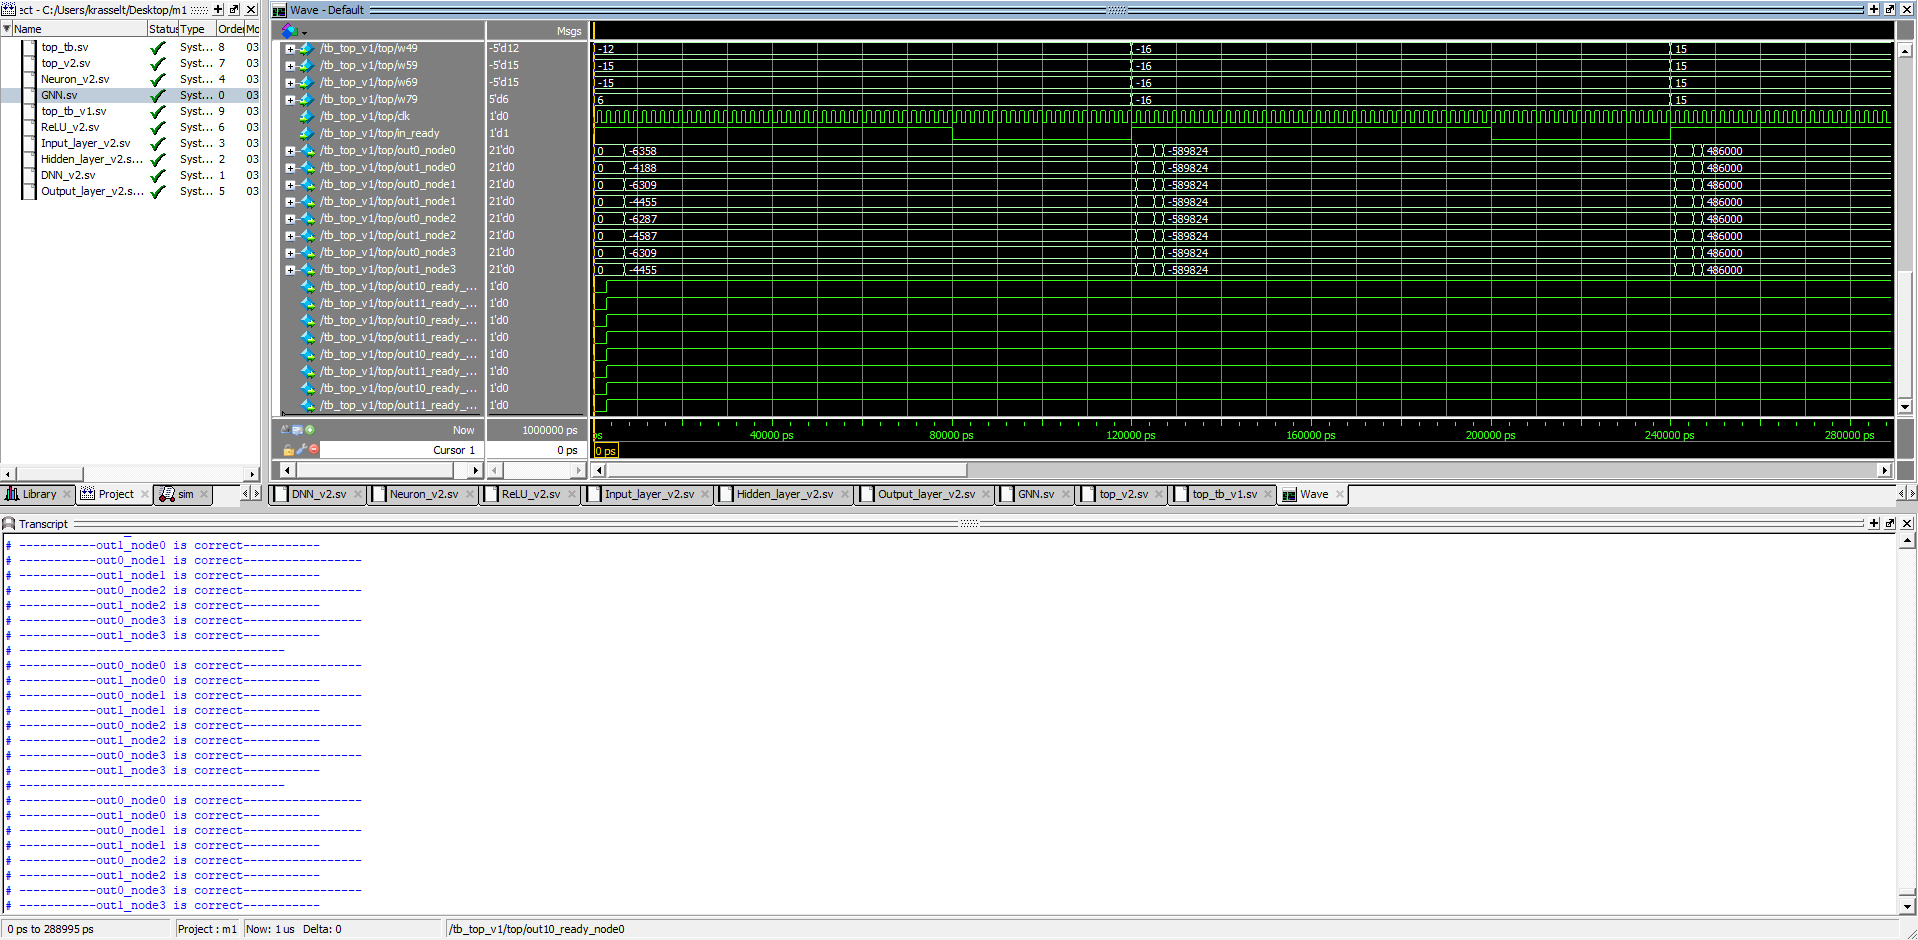 ect - C:/Users/krasselt/Desktop/m1
Name Status Type Order Mo
top_tb.sv Syst... 8 03
top_v2.sv Syst... 7 03
Neuron_v2.sv Syst... 4 03
GNN.sv Syst... 0 03
top_tb_v1.sv Syst... 9 03
ReLU_v2.sv Syst... 6 03
Input_layer_v2.sv Syst... 3 03
Hidden_layer_v2.s... Syst... 2 03
DNN_v2.sv Syst... 1 03
Output_layer_v2.s... Syst... 5 03
Library Project sim
Wave - Default
Msgs
/tb_top_v1/top/w49 -5'd12 -12 -16 15
/tb_top_v1/top/w59 -5'd15 -15 -16 15
/tb_top_v1/top/w69 -5'd15 -15 -16 15
/tb_top_v1/top/w79 5'd6 6 -16 15
/tb_top_v1/top/clk 1'd0
/tb_top_v1/top/in_ready 1'd1
/tb_top_v1/top/out0_node0 21'd0 0 -6358 -589824 486000
/tb_top_v1/top/out1_node0 21'd0 0 -4188 -589824 486000
/tb_top_v1/top/out0_node1 21'd0 0 -6309 -589824 486000
/tb_top_v1/top/out1_node1 21'd0 0 -4455 -589824 486000
/tb_top_v1/top/out0_node2 21'd0 0 -6287 -589824 486000
/tb_top_v1/top/out1_node2 21'd0 0 -4587 -589824 486000
/tb_top_v1/top/out0_node3 21'd0 0 -6309 -589824 486000
/tb_top_v1/top/out1_node3 21'd0 0 -4455 -589824 486000
/tb_top_v1/top/out10_ready_... 1'd0
/tb_top_v1/top/out11_ready_... 1'd0
/tb_top_v1/top/out10_ready_... 1'd0
/tb_top_v1/top/out11_ready_... 1'd0
/tb_top_v1/top/out10_ready_... 1'd0
/tb_top_v1/top/out11_ready_... 1'd0
/tb_top_v1/top/out10_ready_... 1'd0
/tb_top_v1/top/out11_ready_... 1'd0
Now 1000000 ps ps 40000 ps 80000 ps 120000 ps 160000 ps 200000 ps 240000 ps 280000 ps
Cursor 1 0 ps 0 ps
DNN_v2.sv Neuron_v2.sv ReLU_v2.sv Input_layer_v2.sv Hidden_layer_v2.sv Output_layer_v2.sv GNN.sv top_v2.sv top_tb_v1.sv Wave
Transcript
# -----------out1_node0 is correct-----------
# -----------out0_node1 is correct-----------------
# -----------out1_node1 is correct-----------
# -----------out0_node2 is correct-----------------
# -----------out1_node2 is correct-----------
# -----------out0_node3 is correct-----------------
# -----------out1_node3 is correct-----------
# --------------------------------------
# -----------out0_node0 is correct-----------------
# -----------out1_node0 is correct-----------
# -----------out0_node1 is correct-----------------
# -----------out1_node1 is correct-----------
# -----------out0_node2 is correct-----------------
# -----------out1_node2 is correct-----------
# -----------out0_node3 is correct-----------------
# -----------out1_node3 is correct-----------
# --------------------------------------
# -----------out0_node0 is correct-----------------
# -----------out1_node0 is correct-----------
# -----------out0_node1 is correct-----------------
# -----------out1_node1 is correct-----------
# -----------out0_node2 is correct-----------------
# -----------out1_node2 is correct-----------
# -----------out0_node3 is correct-----------------
# -----------out1_node3 is correct-----------
0 ps to 288995 ps Project : m1 Now: 1 us Delta: 0 /tb_top_v1/top/out10_ready_node0